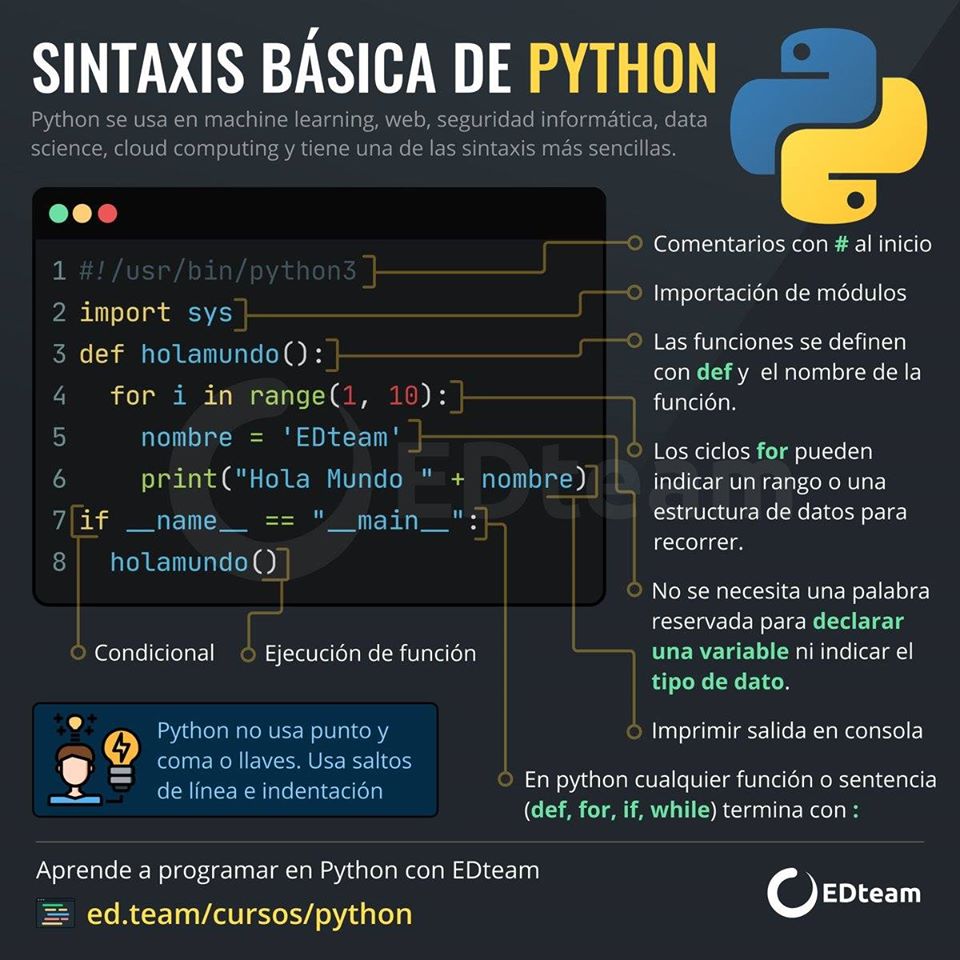 SINTAXIS BÁSICA DE PYTHON
Python se usa en machine learning, web, seguridad informática, data
science, cloud computing y tiene una de las sintaxis más sencillas.
1 #!/usr/bin/python3
2 import sys
3 def holamundo():
4 for i in range(1, 10):
5 nombre = 'EDteam'
6 print("Hola Mundo " + nombre)
7 if __name__ == "__main__":
8 holamundo()
Comentarios con # al inicio
Importación de módulos
Las funciones se definen
con def y el nombre de la
función.
Los ciclos for pueden
indicar un rango o una
estructura de datos para
recorrer.
No se necesita una palabra
reservada para declarar
una variable ni indicar el
tipo de dato.
Imprimir salida en consola
En python cualquier función o sentencia
(def, for, if, while) termina con :
Condicional
Ejecución de función
Python no usa punto y
coma o llaves. Usa saltos
de línea e indentación
Aprende a programar en Python con EDteam
ed.team/cursos/python
EDteam
EDteam